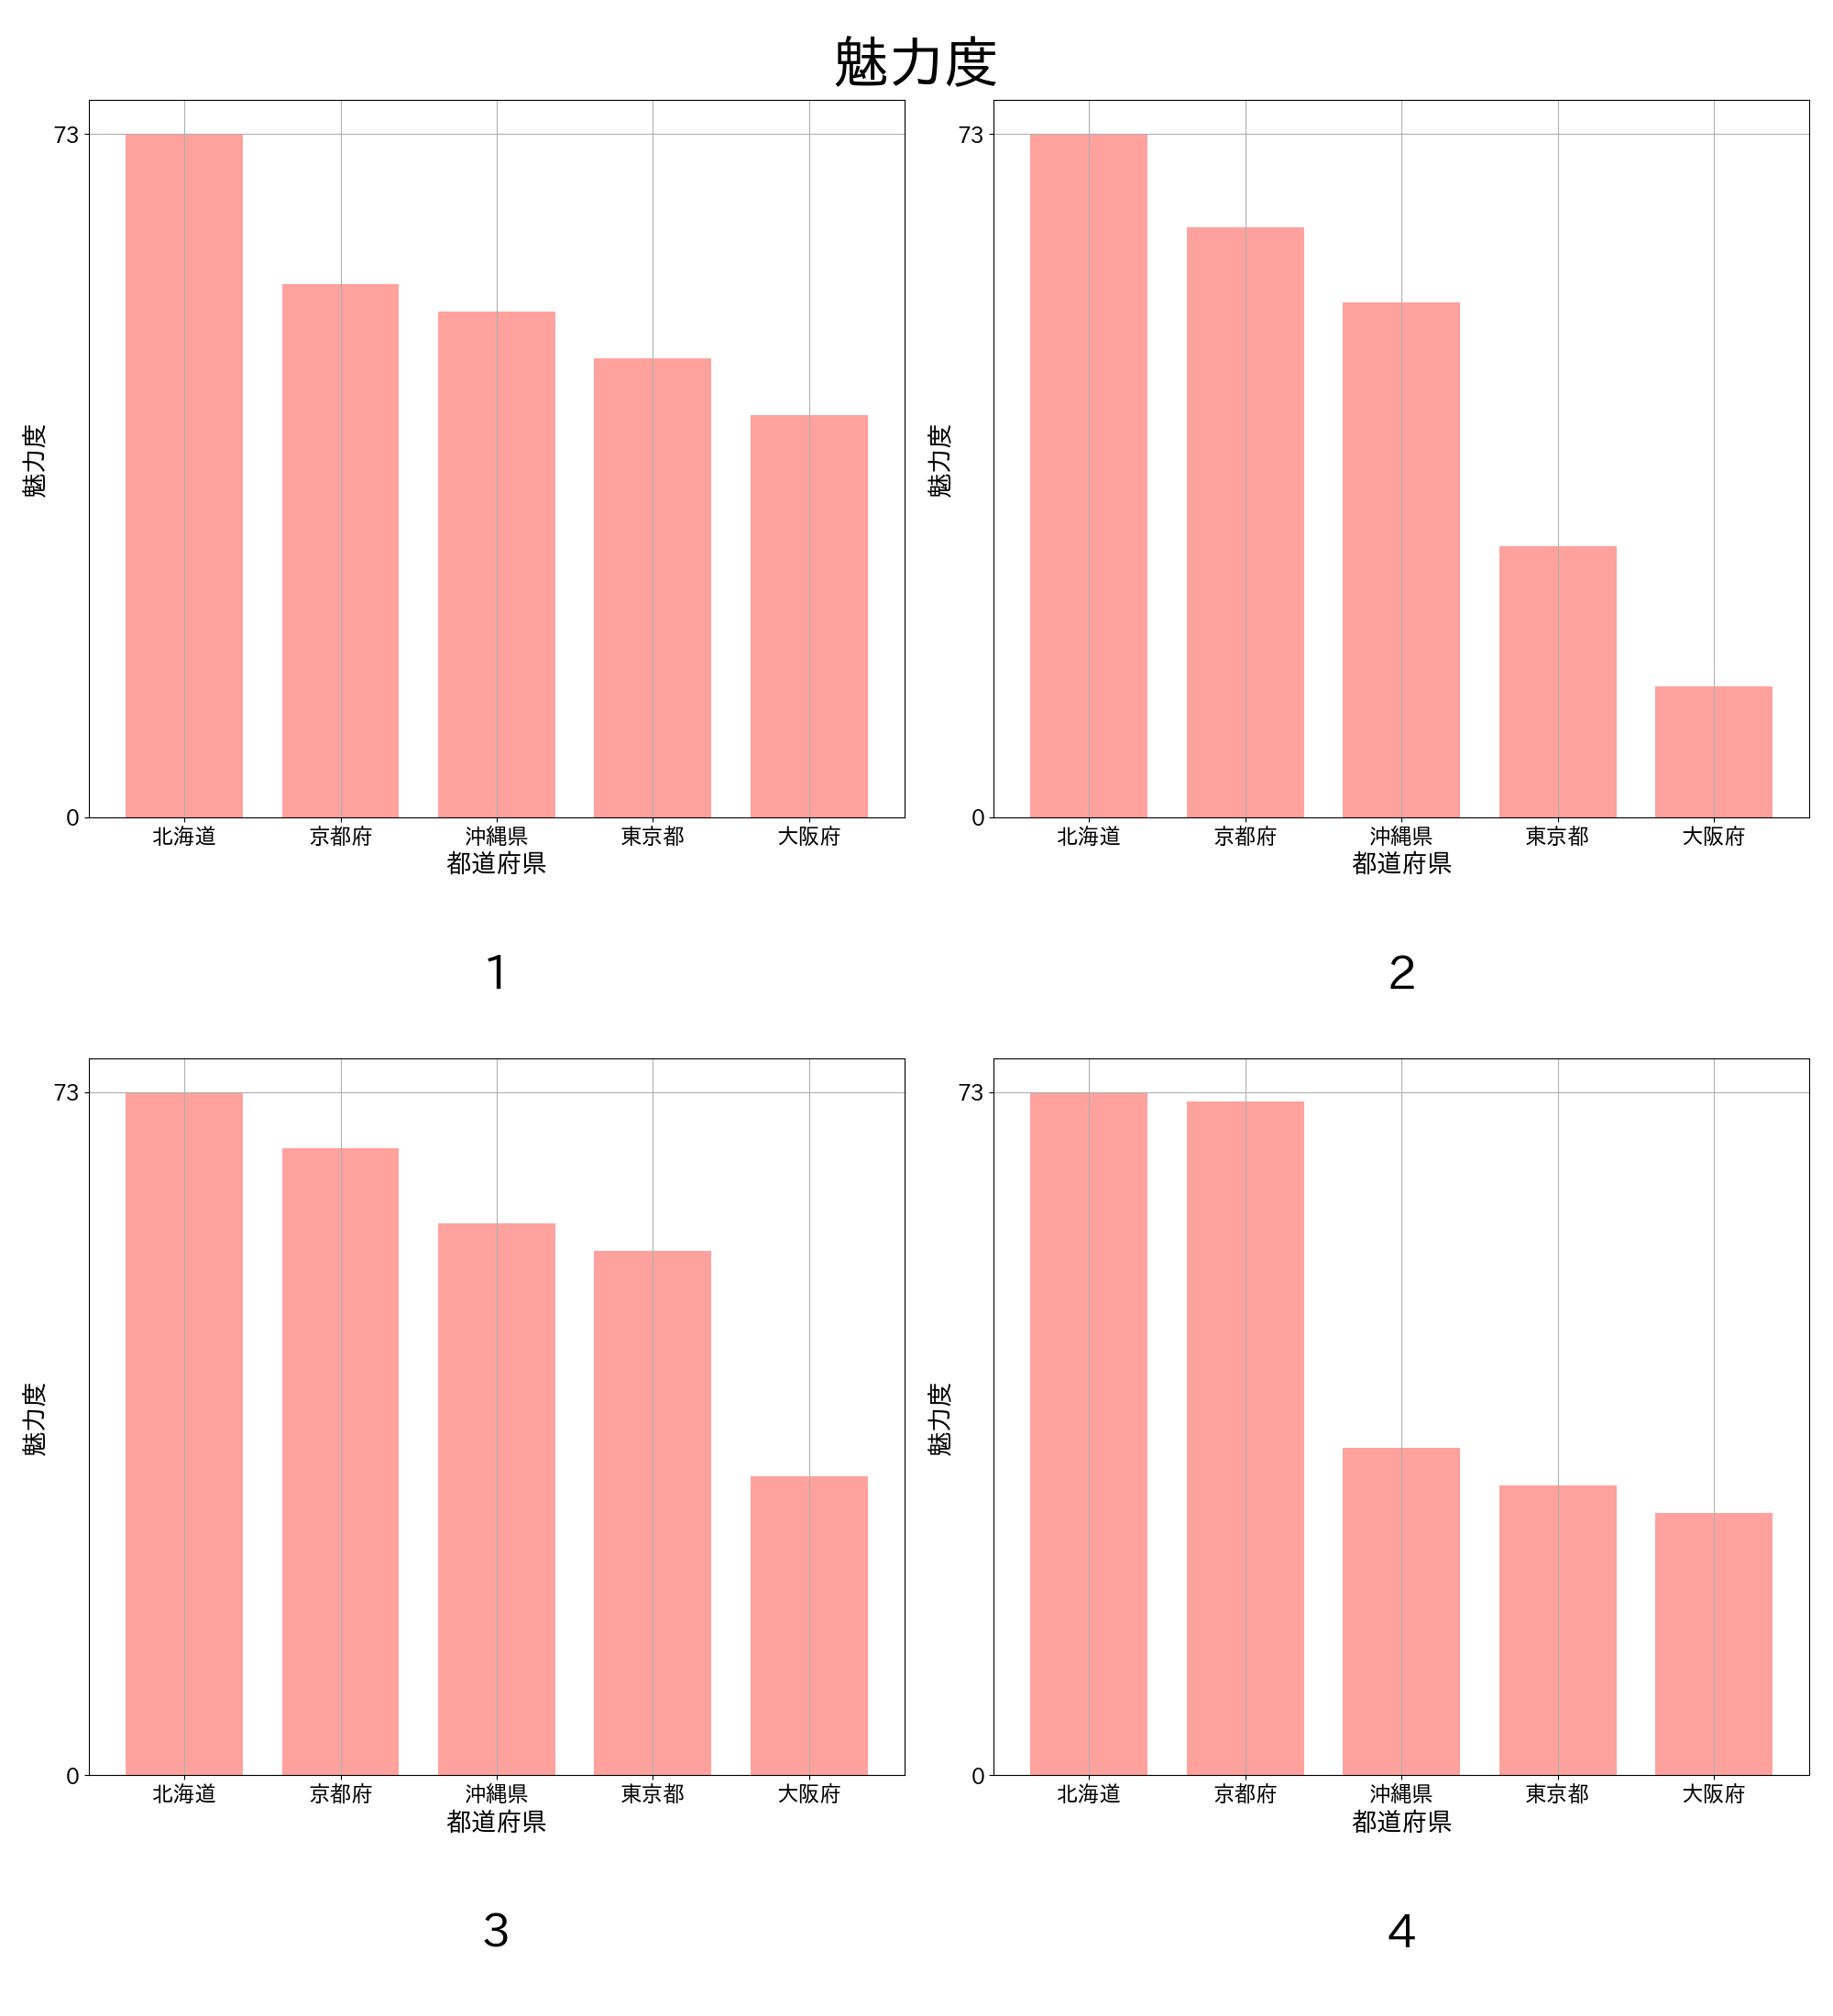 魅力度
73
0
魅力度
北海道 京都府 沖縄県 東京都 大阪府
都道府県
1
73
0
魅力度
北海道 京都府 沖縄県 東京都 大阪府
都道府県
2
73
0
魅力度
北海道 京都府 沖縄県 東京都 大阪府
都道府県
3
73
0
魅力度
北海道 京都府 沖縄県 東京都 大阪府
都道府県
4